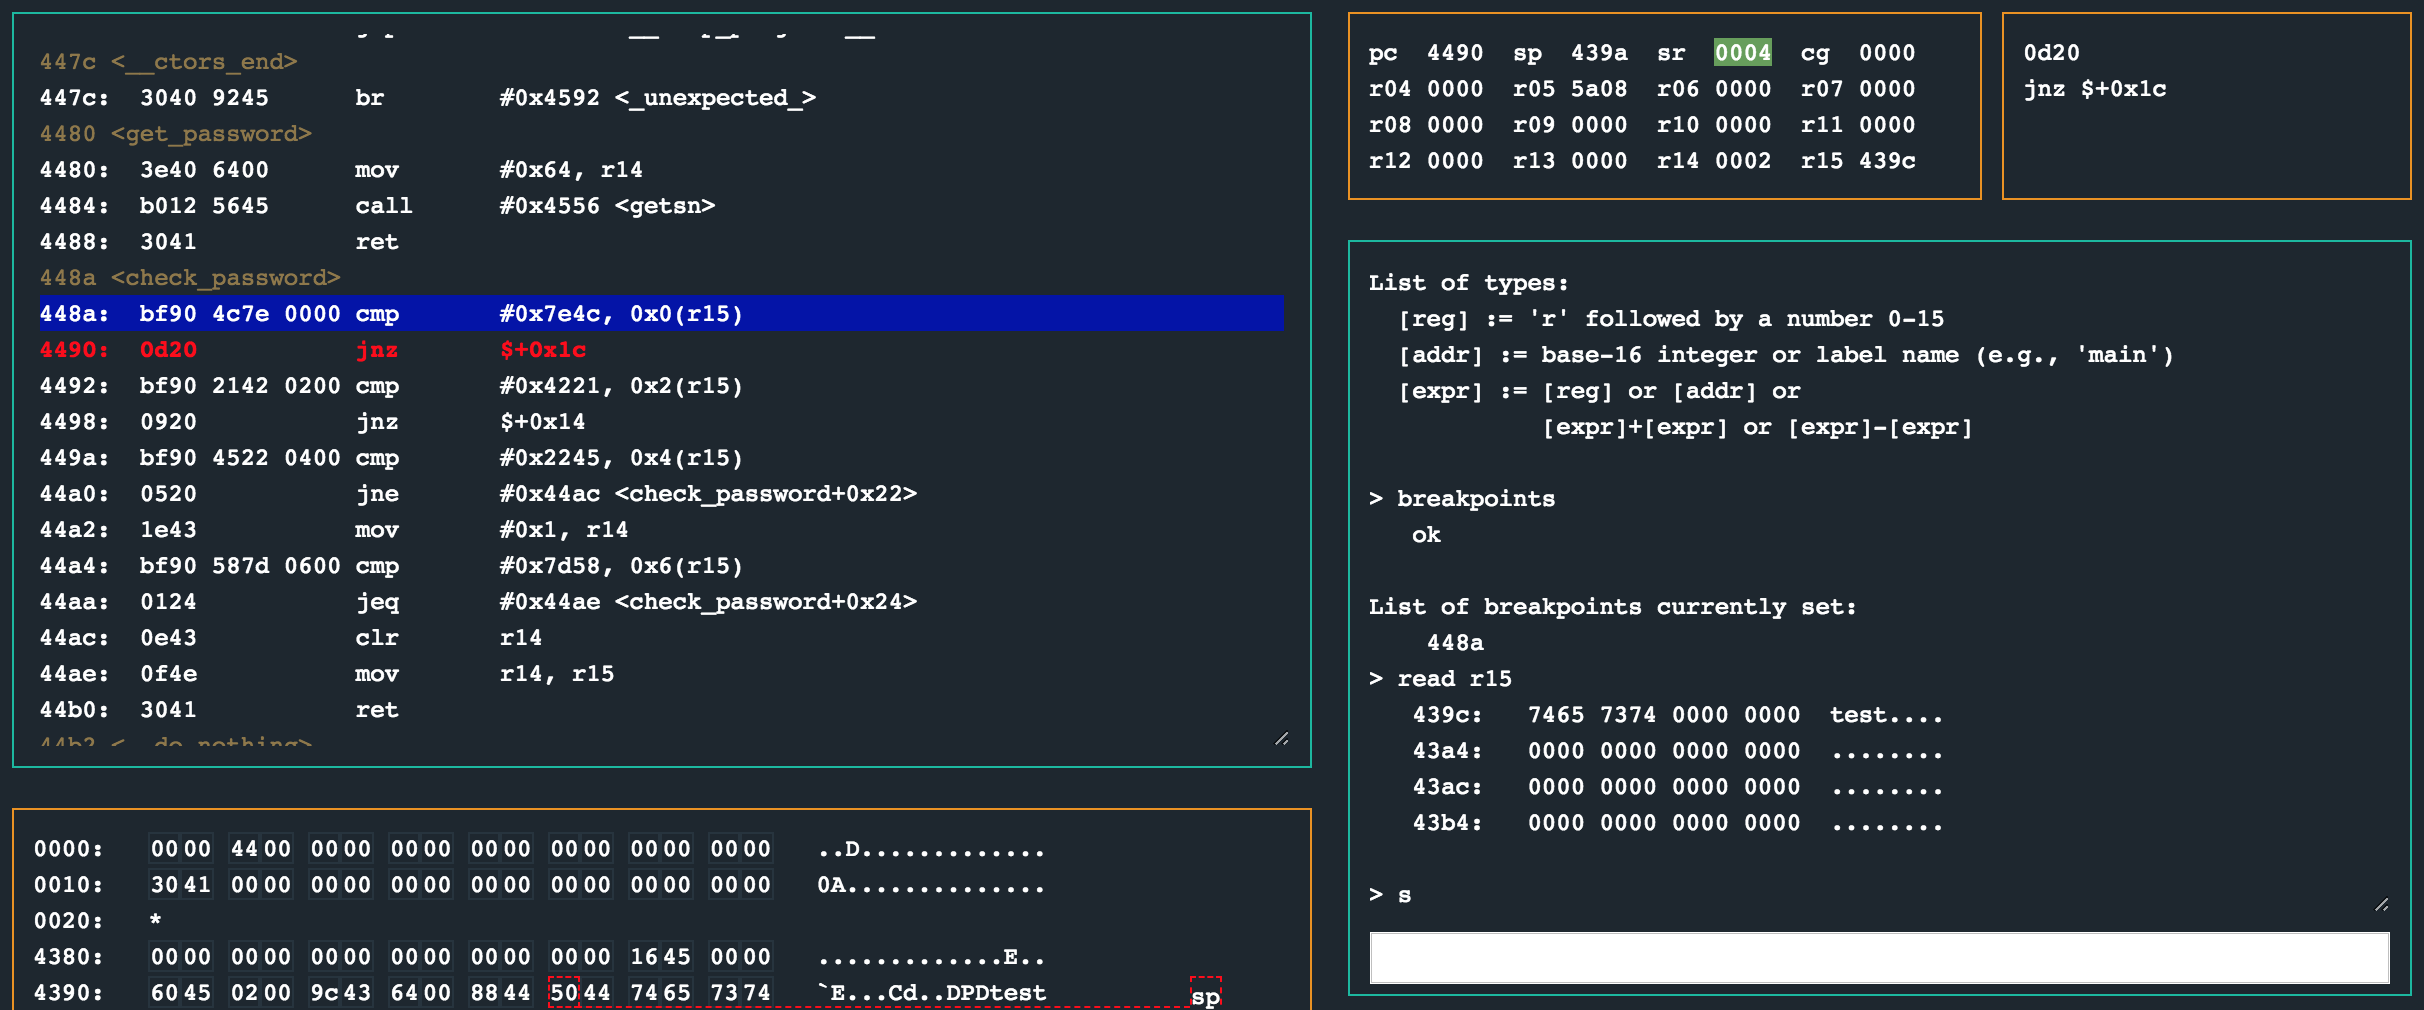 447c <__ctors_end>
447c: 3040 9245 br #0x4592 <_unexpected_>
4480 <get_password>
4480: 3e40 6400 mov #0x64, r14
4484: b012 5645 call #0x4556 <getsn>
4488: 3041 ret
448a <check_password>
448a: bf90 4c7e 0000 cmp #0x7e4c, 0x0(r15)
4490: 0d20 jnz $+0x1c
4492: bf90 2142 0200 cmp #0x4221, 0x2(r15)
4498: 0920 jnz $+0x14
449a: bf90 4522 0400 cmp #0x2245, 0x4(r15)
44a0: 0520 jne #0x44ac <check_password+0x22>
44a2: 1e43 mov #0x1, r14
44a4: bf90 587d 0600 cmp #0x7d58, 0x6(r15)
44aa: 0124 jeq #0x44ae <check_password+0x24>
44ac: 0e43 clr r14
44ae: 0f4e mov r14, r15
44b0: 3041 ret
44b2 <__do_nothing>
0000: 0000 4400 0000 0000 0000 0000 0000 0000 ..D.............
0010: 3041 0000 0000 0000 0000 0000 0000 0000 0A..............
0020: *
4380: 0000 0000 0000 0000 0000 0000 1645 0000 .............E..
4390: 6045 0200 9c43 6400 8844 5044 7465 7374 `E...Cd..DPDtest sp
pc 4490 sp 439a sr 0004 cg 0000
r04 0000 r05 5a08 r06 0000 r07 0000
r08 0000 r09 0000 r10 0000 r11 0000
r12 0000 r13 0000 r14 0002 r15 439c
0d20
jnz $+0x1c
List of types:
[reg] := 'r' followed by a number 0-15
[addr] := base-16 integer or label name (e.g., 'main')
[expr] := [reg] or [addr] or
[expr]+[expr] or [expr]-[expr]
> breakpoints
ok
List of breakpoints currently set:
448a
> read r15
439c: 7465 7374 0000 0000 test....
43a4: 0000 0000 0000 0000 ........
43ac: 0000 0000 0000 0000 ........
43b4: 0000 0000 0000 0000 ........
> s